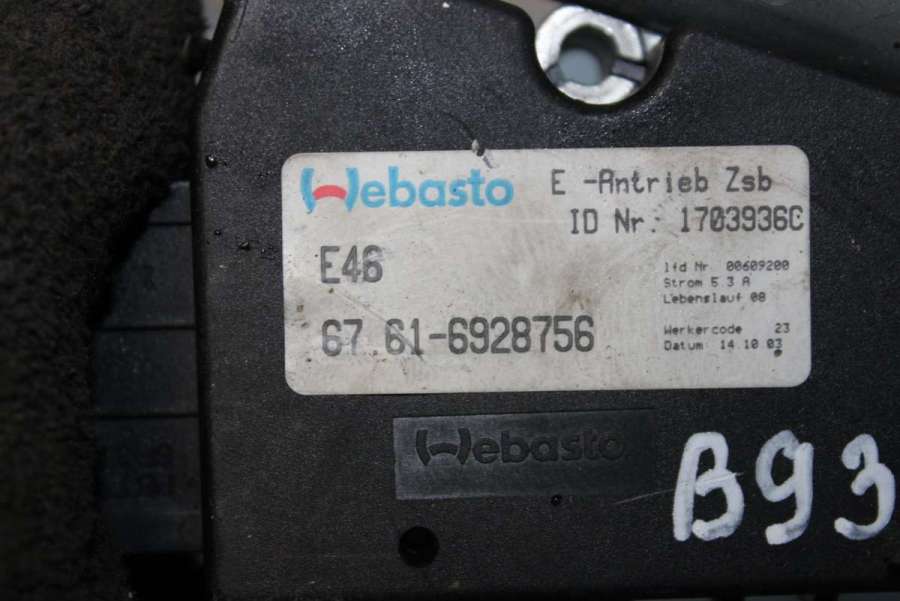 Webasto E -Antrieb Zsb
ID Nr: 1703936C
E46
lfd Nr 00609200
Strom 5.3 A
Lebenslauf 08
67 61-6928756
Werkercode 23
Datum: 14.10.03
Webasto
B93